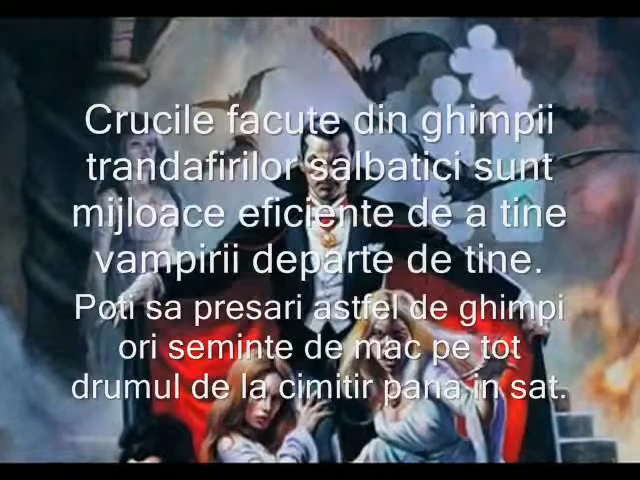 Crucile facute din ghimpii
trandafirilor salbatici sunt
mijloace eficiente de a tine
vampirii departe de tine.
Poti sa presari astfel de ghimpi
ori seminte de mac pe tot
drumul de la cimitir pana in sat.